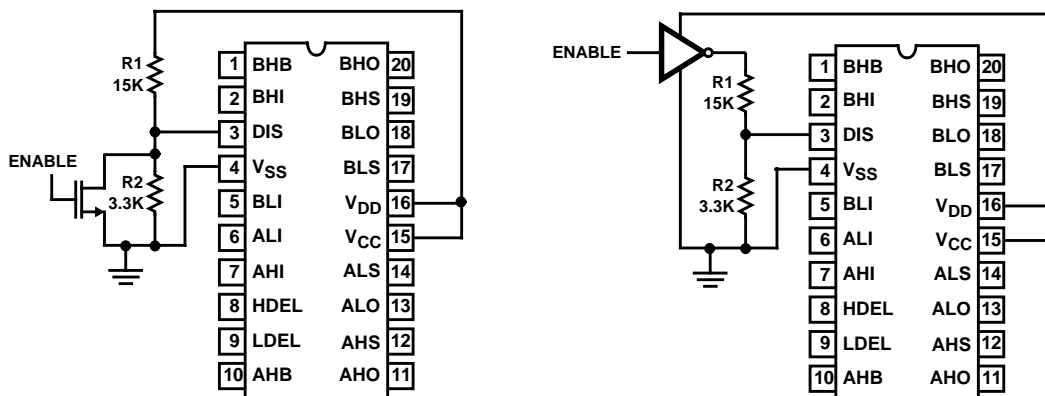 R1
15K
1 BHB BHO 20
2 BHI BHS 19
3 DIS BLO 18
ENABLE
4 VSS BLS 17
R2
3.3K
5 BLI VDD 16
6 ALI VCC 15
7 AHI ALS 14
8 HDEL ALO 13
9 LDEL AHS 12
10 AHB AHO 11
ENABLE
R1
15K
1 BHB BHO 20
2 BHI BHS 19
3 DIS BLO 18
4 VSS BLS 17
R2
3.3K
5 BLI VDD 16
6 ALI VCC 15
7 AHI ALS 14
8 HDEL ALO 13
9 LDEL AHS 12
10 AHB AHO 11